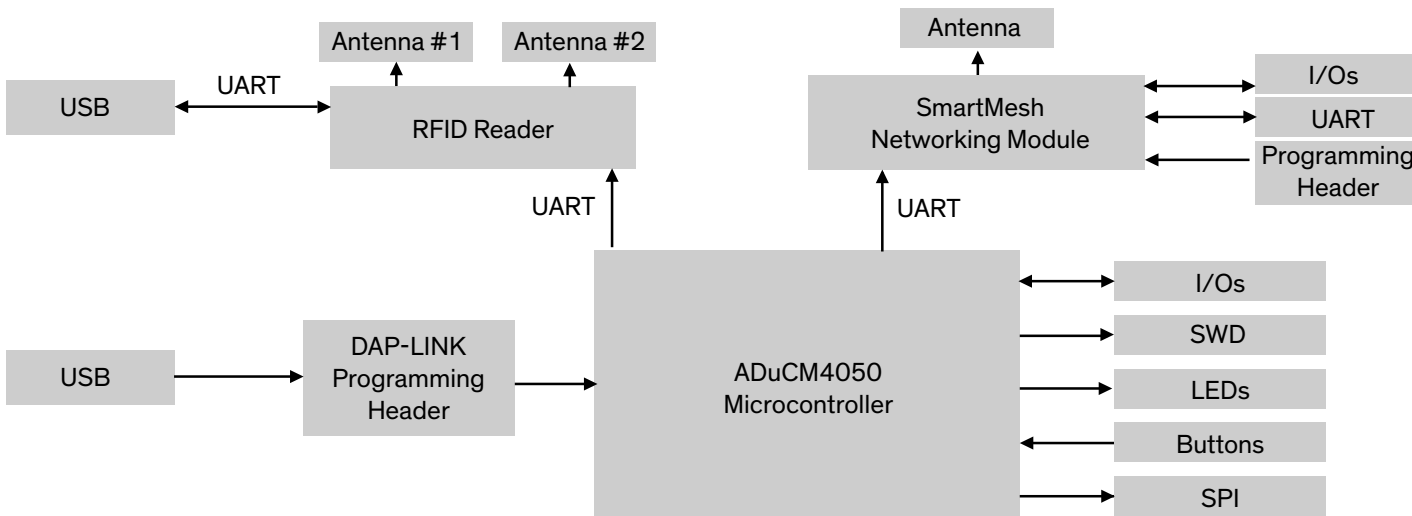 Antenna #1
Antenna #2
Antenna
USB
UART
RFID Reader
SmartMesh
Networking Module
I/Os
UART
Programming
Header
UART
UART
USB
DAP-LINK
Programming
Header
ADuCM4050
Microcontroller
I/Os
SWD
LEDs
Buttons
SPI